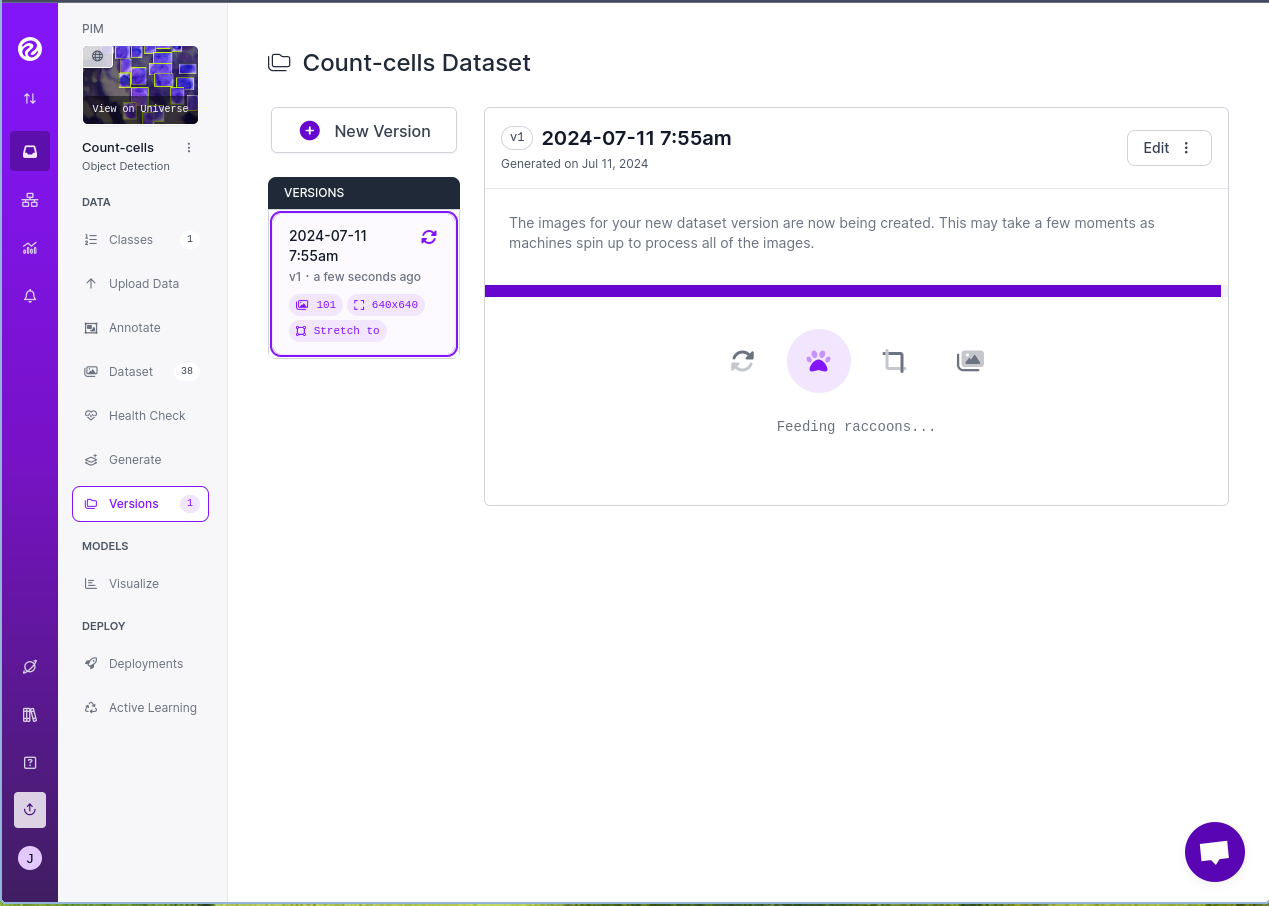 PIM
View on Universe
Count-cells
Object Detection
DATA
Classes 1
Upload Data
Annotate
Dataset 38
Health Check
Generate
Versions 1
MODELS
Visualize
DEPLOY
Deployments
Active Learning
J
Count-cells Dataset
New Version
VERSIONS
2024-07-11
7:55am
v1 · a few seconds ago
101 640x640
Stretch to
v1 2024-07-11 7:55am
Generated on Jul 11, 2024
Edit
The images for your new dataset version are now being created. This may take a few moments as
machines spin up to process all of the images.
Feeding raccoons...